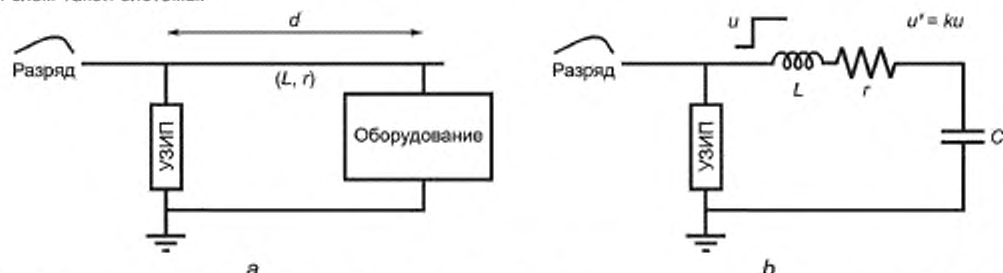 d
Разряд
(L, r)
УЗИП
Оборудование
a
u
u' = ku
Разряд
L
r
УЗИП
C
b